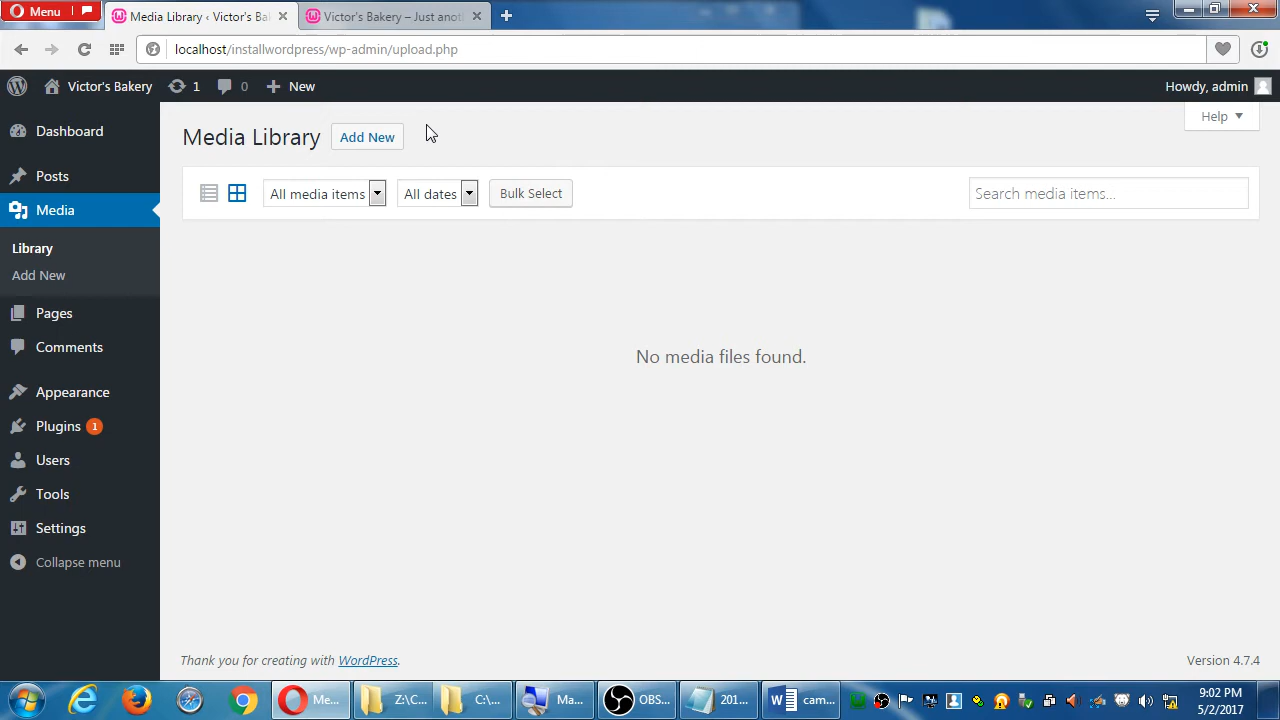 Menu
Media Library ‹ Victor's Ba
Victor's Bakery – Just anot
localhost/installwordpress/wp-admin/upload.php
Victor's Bakery
1
0
New
Howdy, admin
Dashboard
Posts
Media
Library
Add New
Pages
Comments
Appearance
Plugins 1
Users
Tools
Settings
Collapse menu
Media Library
Add New
Help
All media items
All dates
Bulk Select
Search media items...
No media files found.
Thank you for creating with WordPress.
Version 4.7.4
Me...
Z:\C...
C:\...
Ma...
OBS...
201...
cam...
9:02 PM
5/2/2017